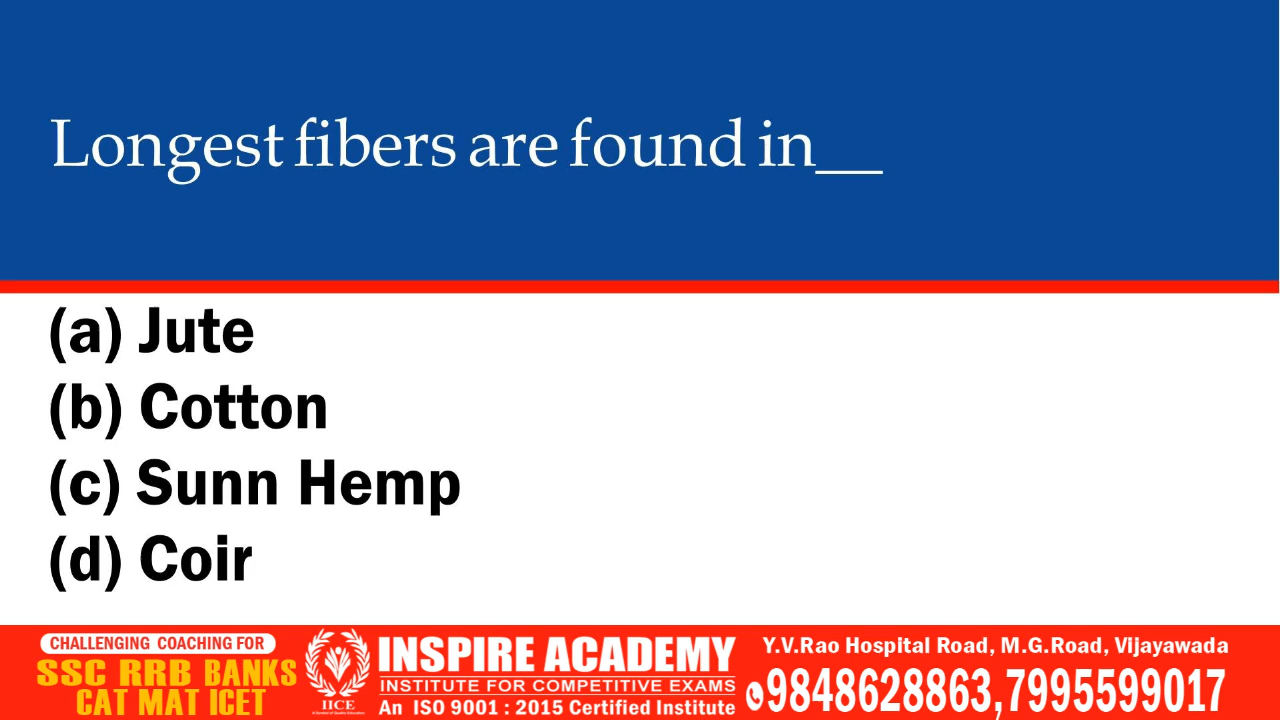 Longest fibers are found in__
(a) Jute
(b) Cotton
(c) Sunn Hemp
(d) Coir
CHALLENGING COACHING FOR
SSC RRB BANKS
CAT MAT ICET
IICE
INSPIRE ACADEMY
INSTITUTE FOR COMPETITIVE EXAMS
An ISO 9001 : 2015 Certified Institute
Y.V.Rao Hospital Road, M.G.Road, Vijayawada
9848628863,7995599017